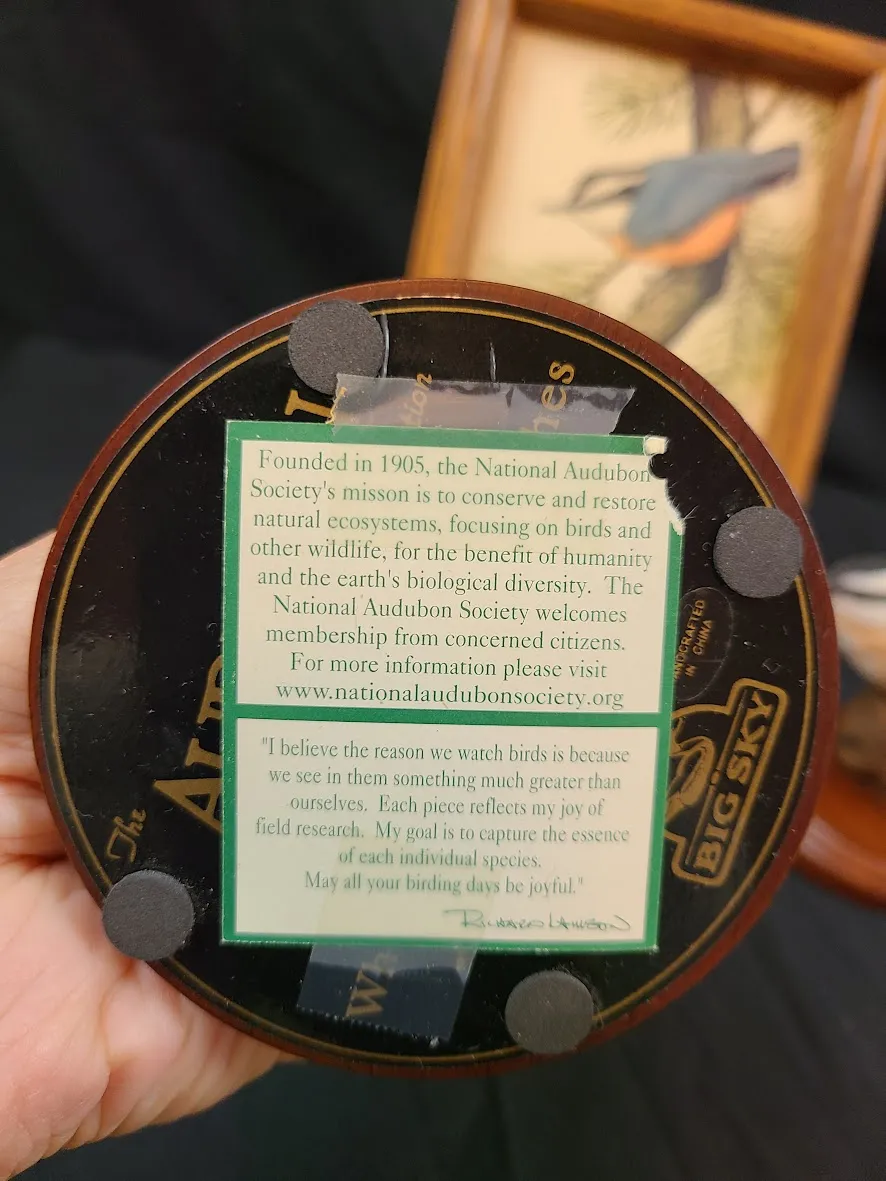 Founded in 1905, the National Audubon
Society's misson is to conserve and restore
natural ecosystems, focusing on birds and
other wildlife, for the benefit of humanity
and the earth's biological diversity. The
National Audubon Society welcomes
membership from concerned citizens.
For more information please visit
www.nationalaudubonsociety.org
"I believe the reason we watch birds is because
we see in them something much greater than
ourselves. Each piece reflects my joy of
field research. My goal is to capture the essence
of each individual species.
May all your birding days be joyful."
The
IN CHINA
BIG SKY